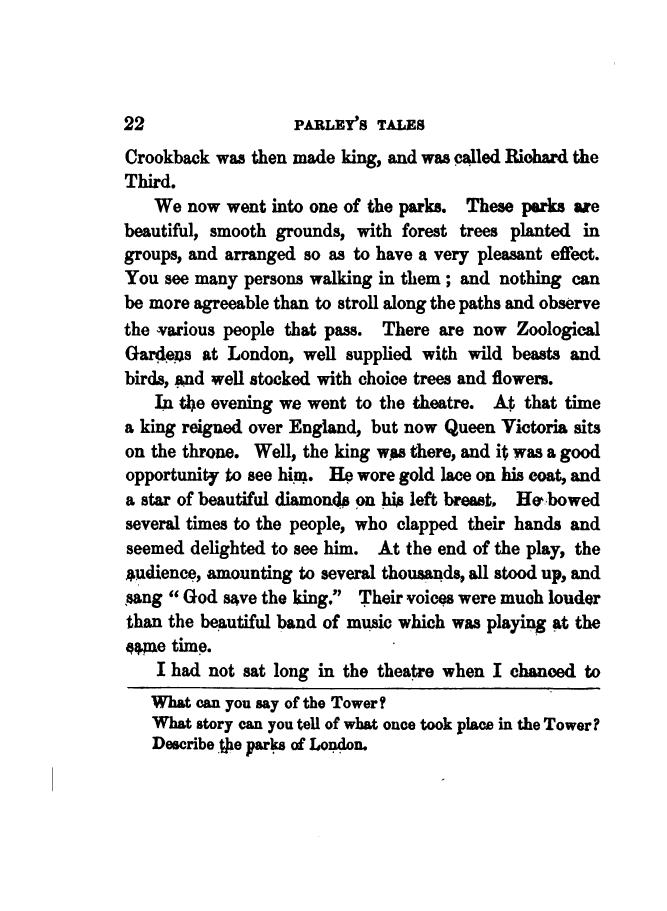 22 PARLEY'S TALES
Crookback was then made king, and was called Richard the
Third.
We now went into one of the parks. These parks are
beautiful, smooth grounds, with forest trees planted in
groups, and arranged so as to have a very pleasant effect.
You see many persons walking in them ; and nothing can
be more agreeable than to stroll along the paths and observe
the various people that pass. There are now Zoological
Gardens at London, well supplied with wild beasts and
birds, and well stocked with choice trees and flowers.
In the evening we went to the theatre. At that time
a king reigned over England, but now Queen Victoria sits
on the throne. Well, the king was there, and it was a good
opportunity to see him. He wore gold lace on his coat, and
a star of beautiful diamonds on his left breast. He bowed
several times to the people, who clapped their hands and
seemed delighted to see him. At the end of the play, the
audience, amounting to several thousands, all stood up, and
sang “ God save the king.” Their voices were much louder
than the beautiful band of music which was playing at the
same time.
I had not sat long in the theatre when I chanced to
What can you say of the Tower?
What story can you tell of what once took place in the Tower?
Describe the parks of London.